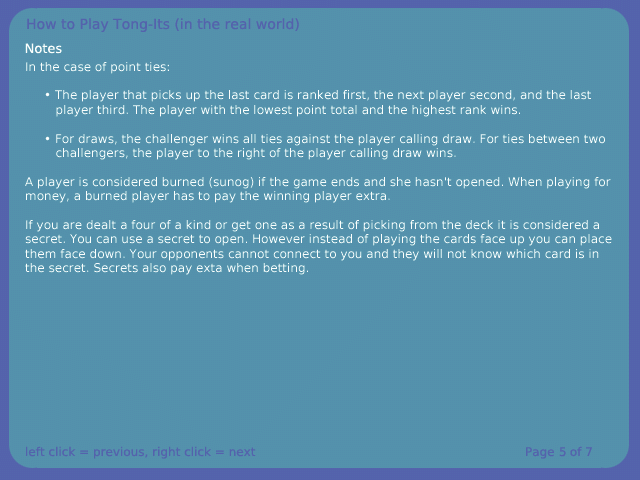 How to Play Tong-Its (in the real world)
Notes
In the case of point ties:
• The player that picks up the last card is ranked first, the next player second, and the last
player third. The player with the lowest point total and the highest rank wins.
• For draws, the challenger wins all ties against the player calling draw. For ties between two
challengers, the player to the right of the player calling draw wins.
A player is considered burned (sunog) if the game ends and she hasn't opened. When playing for
money, a burned player has to pay the winning player extra.
If you are dealt a four of a kind or get one as a result of picking from the deck it is considered a
secret. You can use a secret to open. However instead of playing the cards face up you can place
them face down. Your opponents cannot connect to you and they will not know which card is in
the secret. Secrets also pay exta when betting.
left click = previous, right click = next
Page 5 of 7